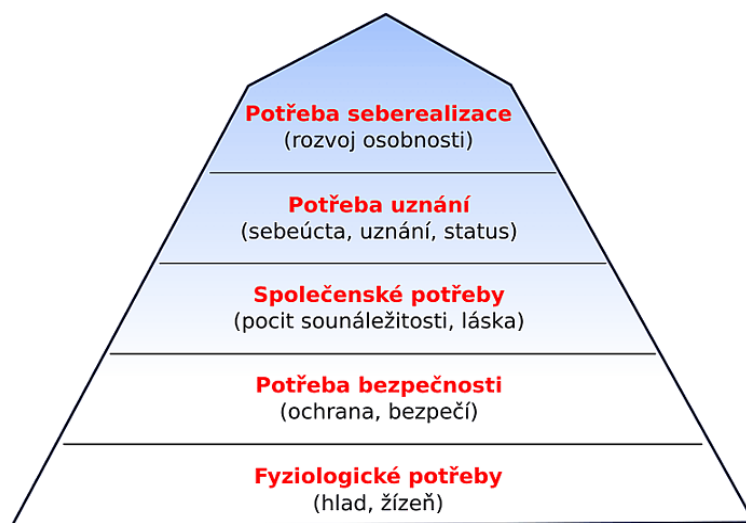 Potřeba seberealizace
(rozvoj osobnosti)
Potřeba uznání
(sebeúcta, uznání, status)
Společenské potřeby
(pocit sounáležitosti, láska)
Potřeba bezpečnosti
(ochrana, bezpečí)
Fyziologické potřeby
(hlad, žízeň)